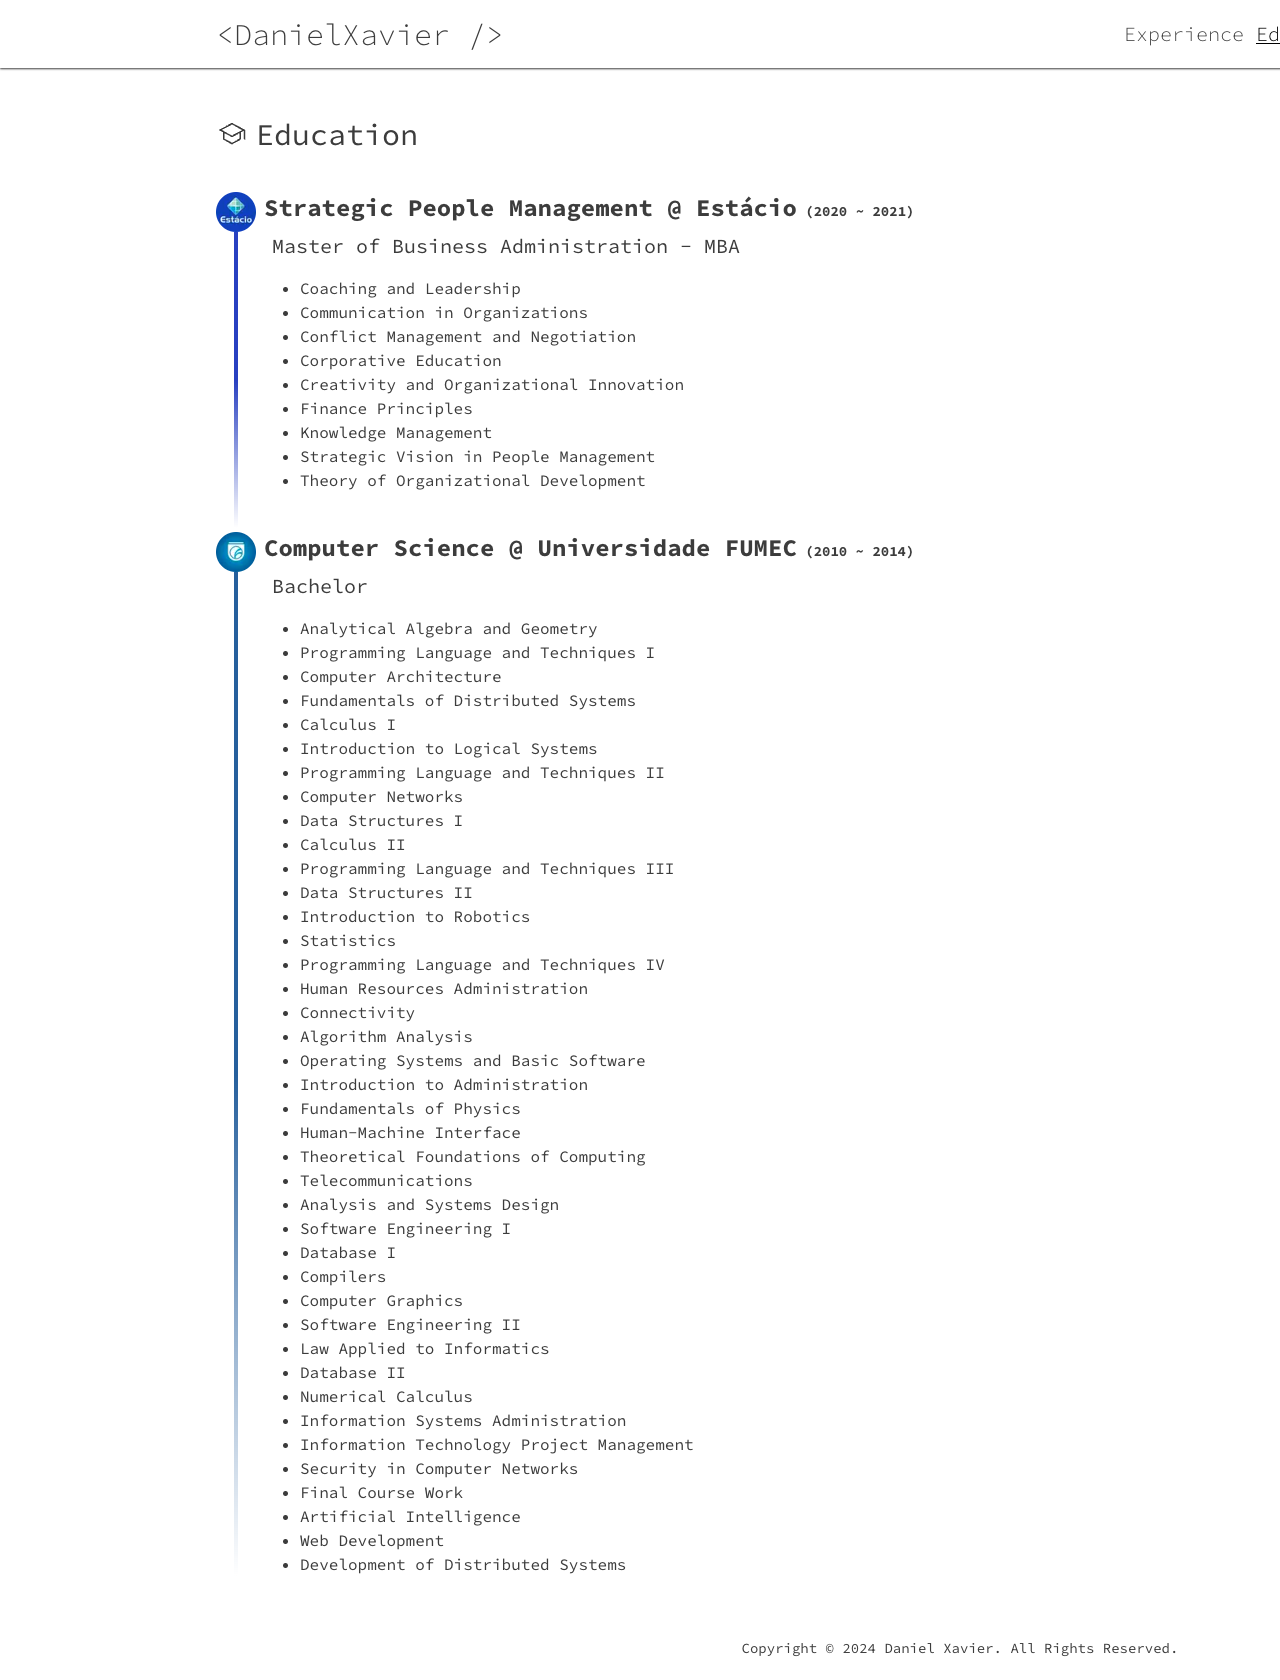 <DanielXavier />
Experience Ed
Education
Estácio
Strategic People Management @ Estácio (2020 ~ 2021)
Master of Business Administration - MBA
• Coaching and Leadership
• Communication in Organizations
• Conflict Management and Negotiation
• Corporative Education
• Creativity and Organizational Innovation
• Finance Principles
• Knowledge Management
• Strategic Vision in People Management
• Theory of Organizational Development
Computer Science @ Universidade FUMEC (2010 ~ 2014)
Bachelor
• Analytical Algebra and Geometry
• Programming Language and Techniques I
• Computer Architecture
• Fundamentals of Distributed Systems
• Calculus I
• Introduction to Logical Systems
• Programming Language and Techniques II
• Computer Networks
• Data Structures I
• Calculus II
• Programming Language and Techniques III
• Data Structures II
• Introduction to Robotics
• Statistics
• Programming Language and Techniques IV
• Human Resources Administration
• Connectivity
• Algorithm Analysis
• Operating Systems and Basic Software
• Introduction to Administration
• Fundamentals of Physics
• Human-Machine Interface
• Theoretical Foundations of Computing
• Telecommunications
• Analysis and Systems Design
• Software Engineering I
• Database I
• Compilers
• Computer Graphics
• Software Engineering II
• Law Applied to Informatics
• Database II
• Numerical Calculus
• Information Systems Administration
• Information Technology Project Management
• Security in Computer Networks
• Final Course Work
• Artificial Intelligence
• Web Development
• Development of Distributed Systems
Copyright © 2024 Daniel Xavier. All Rights Reserved.